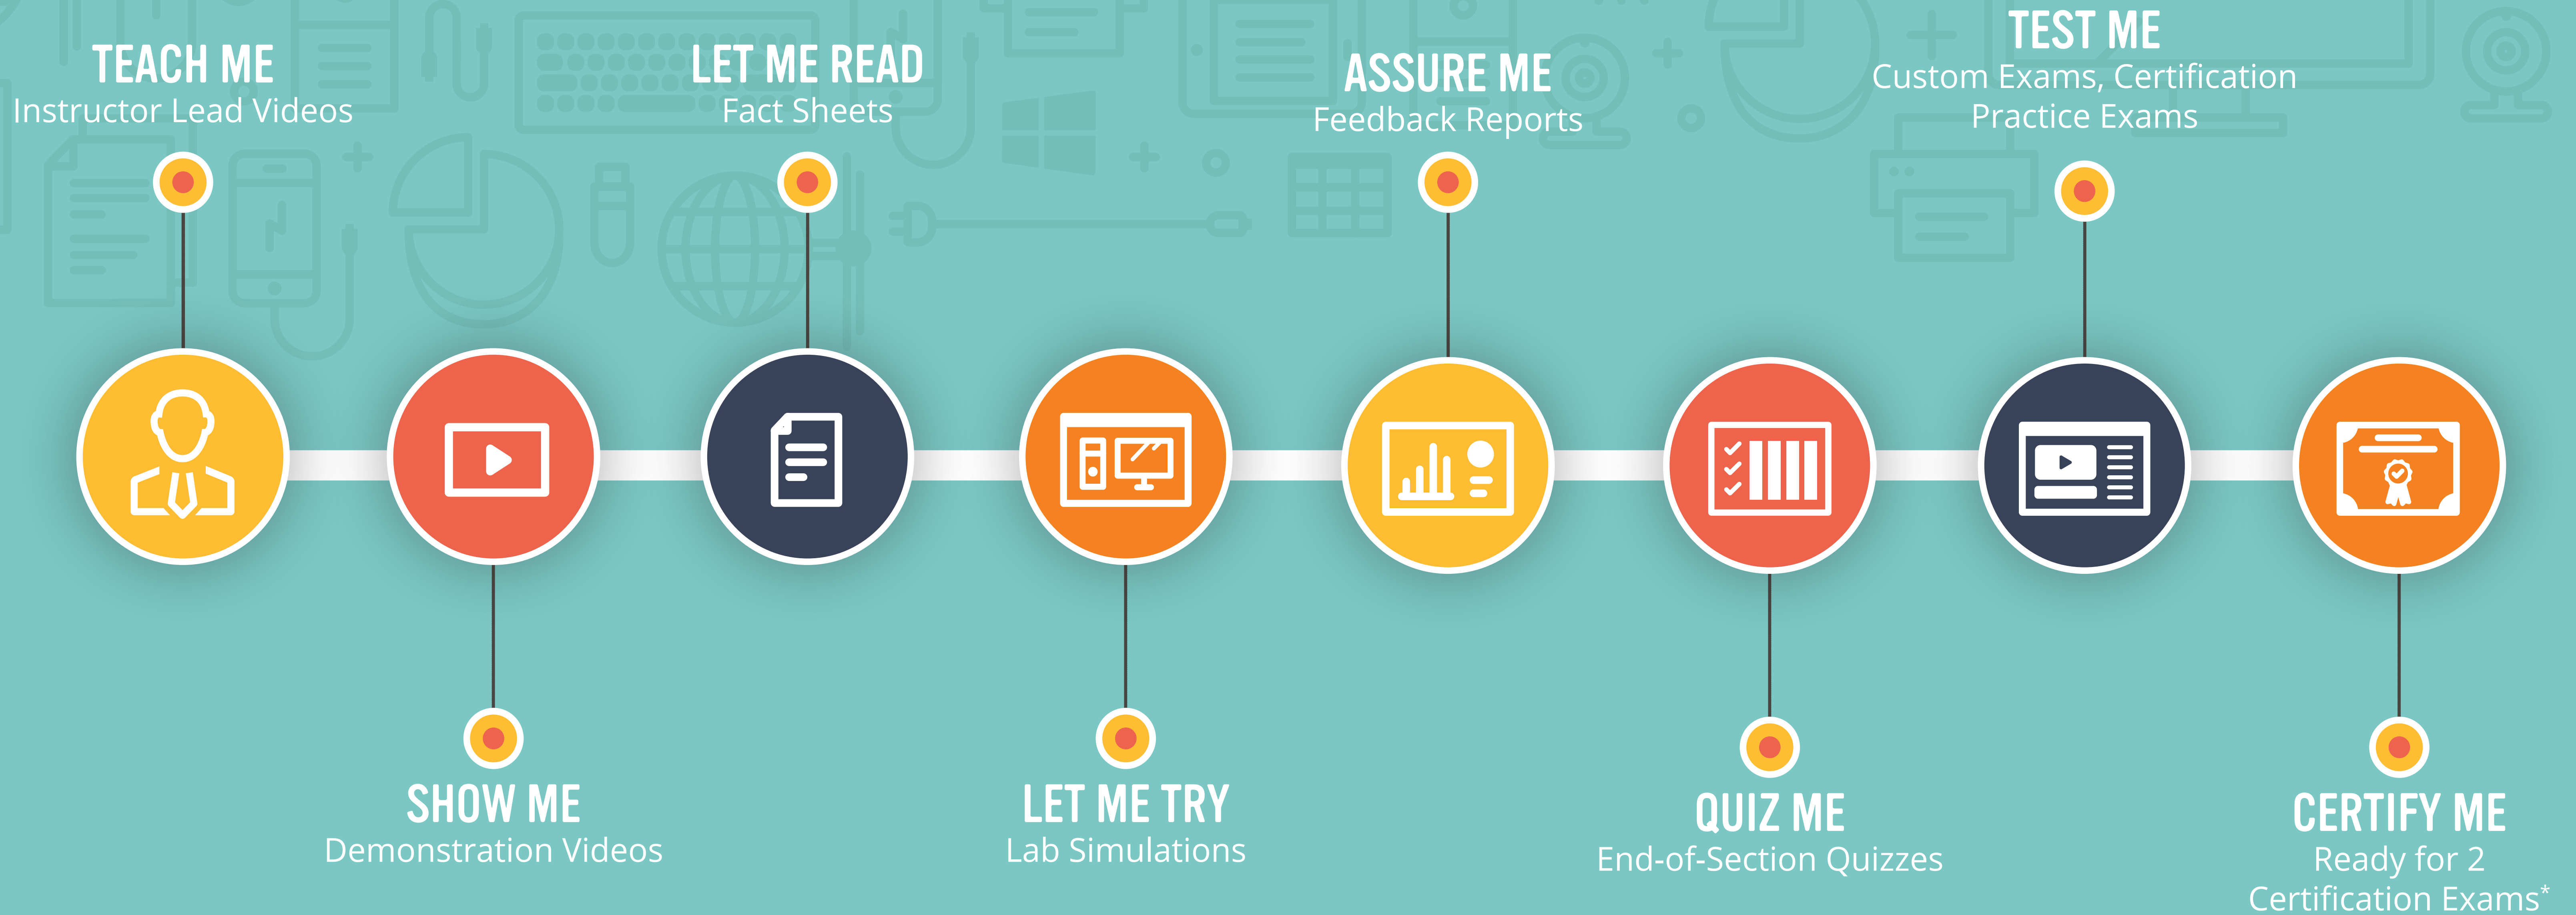 TEACH ME
Instructor Lead Videos
SHOW ME
Demonstration Videos
LET ME READ
Fact Sheets
LET ME TRY
Lab Simulations
ASSURE ME
Feedback Reports
QUIZ ME
End-of-Section Quizzes
TEST ME
Custom Exams, Certification
Practice Exams
CERTIFY ME
Ready for 2
Certification Exams*